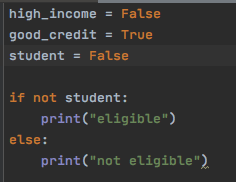 high_income = False
good_credit = True
student = False

if not student:
    print("eligible")
else:
    print("not eligible")